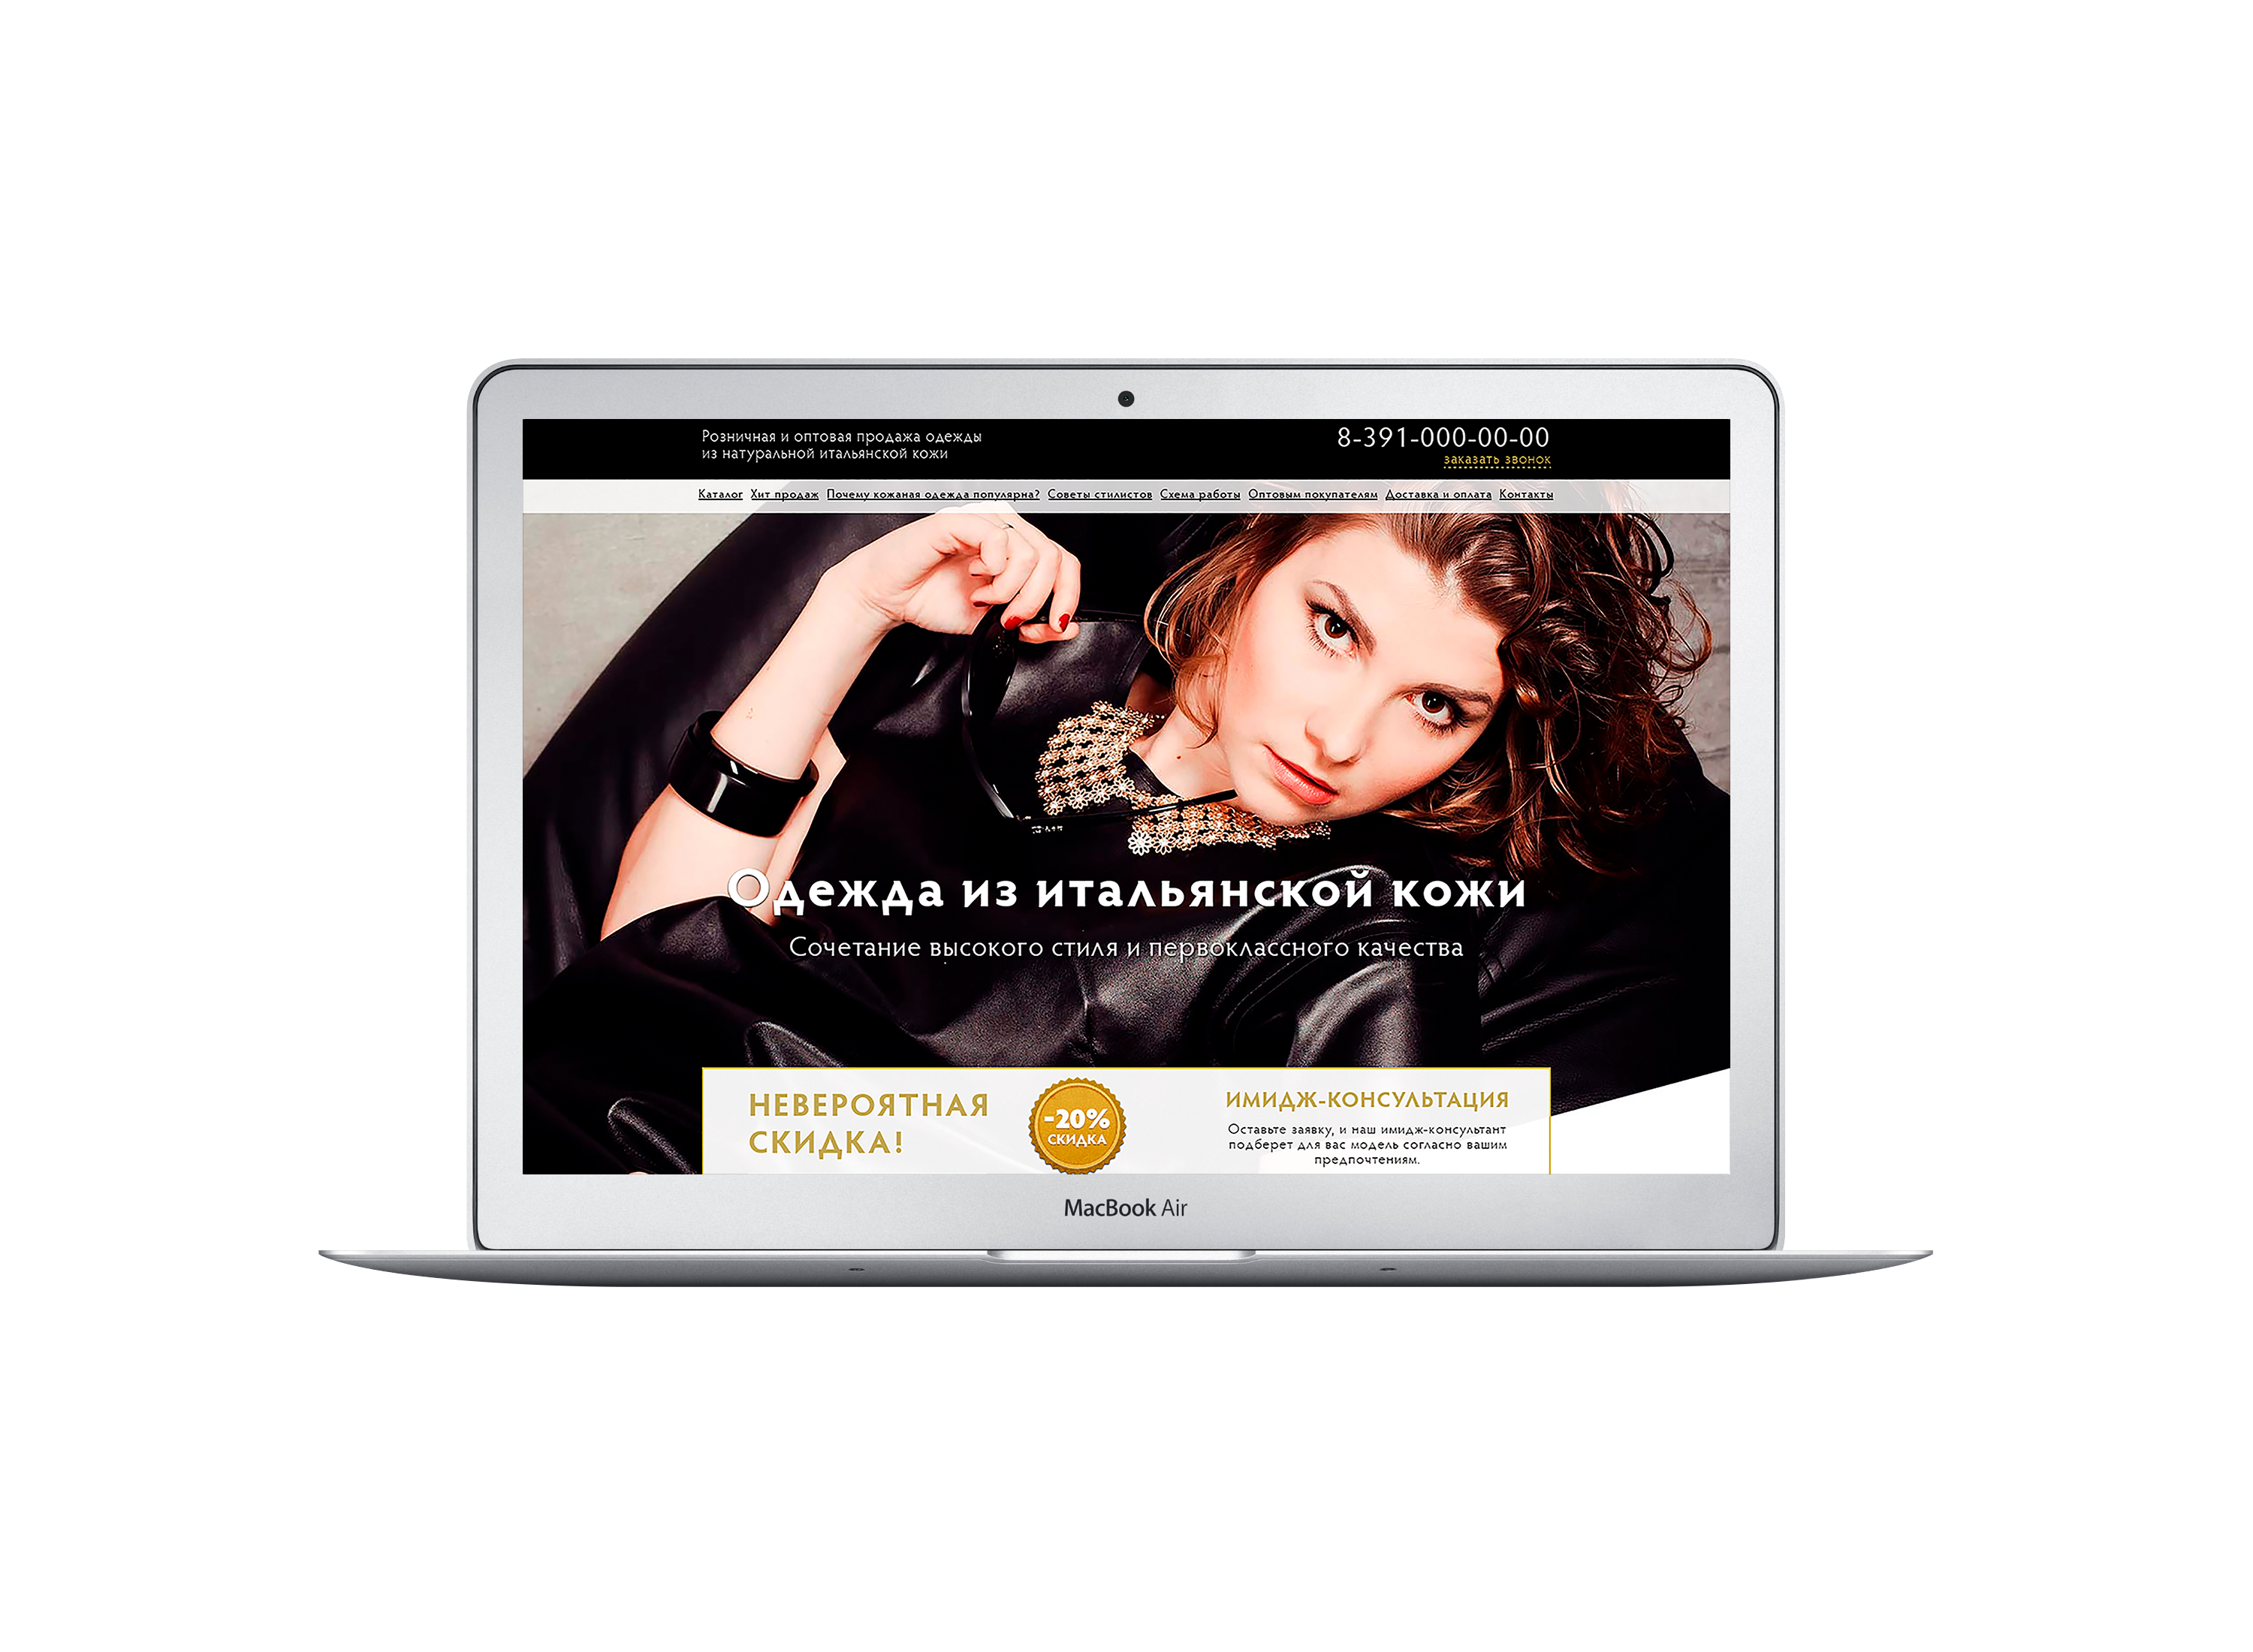 Розничная и оптовая продажа одежды
из натуральной итальянской кожи
8-391-000-00-00
заказать звонок
Каталог Хит продаж Почему кожаная одежда популярна? Советы стилистов Схема работы Оптовым покупателям Доставка и оплата Контакты
Одежда из итальянской кожи
Сочетание высокого стиля и первоклассного качества
НЕВЕРОЯТНАЯ
СКИДКА!
-20%
СКИДКА
ИМИДЖ-КОНСУЛЬТАЦИЯ
Оставьте заявку, и наш имидж-консультант
подберет для вас модель согласно вашим
предпочтениям.
MacBook Air